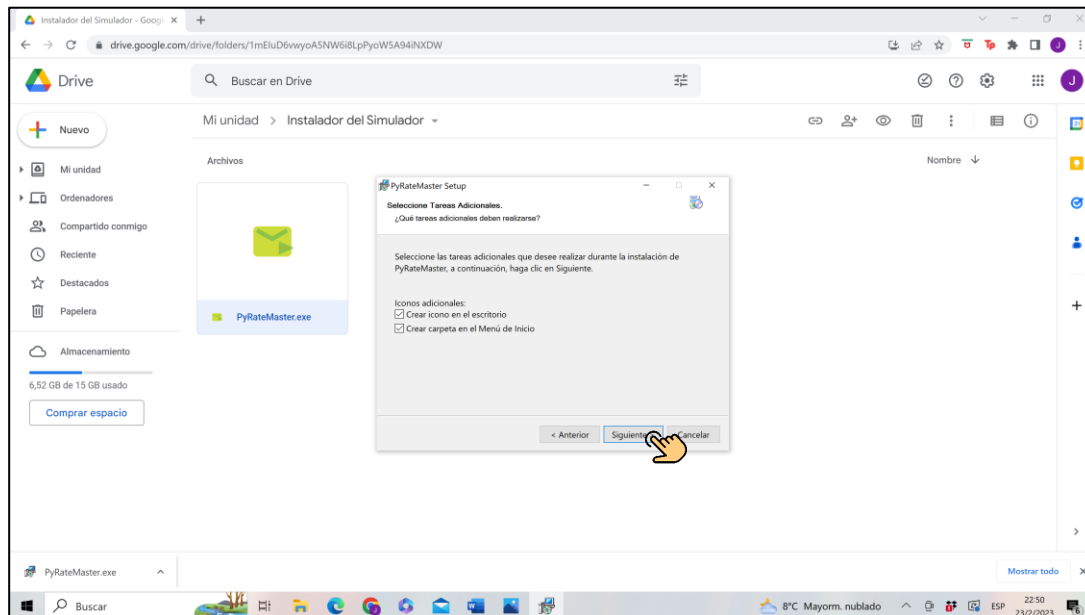 Instalador del Simulador - Googl
drive.google.com/drive/folders/1mEluD6vwyoA5NW6i8LpPyoW5A94iNXDW
Tp
J
Drive
Buscar en Drive
J
Nuevo
Mi unidad > Instalador del Simulador
Mi unidad
Ordenadores
Compartido conmigo
Reciente
Destacados
Papelera
Almacenamiento
6,52 GB de 15 GB usado
Comprar espacio
Archivos
Nombre
PyRateMaster.exe
PyRateMaster Setup
Seleccione Tareas Adicionales.
¿Qué tareas adicionales deben realizarse?
Seleccione las tareas adicionales que desee realizar durante la instalación de
PyRateMaster, a continuación, haga clic en Siguiente.
Iconos adicionales:
Crear icono en el escritorio
Crear carpeta en el Menú de Inicio
< Anterior
Siguiente
Cancelar
PyRateMaster.exe
Mostrar todo
Buscar
8°C Mayorm. nublado
ESP
22:50
23/2/2023